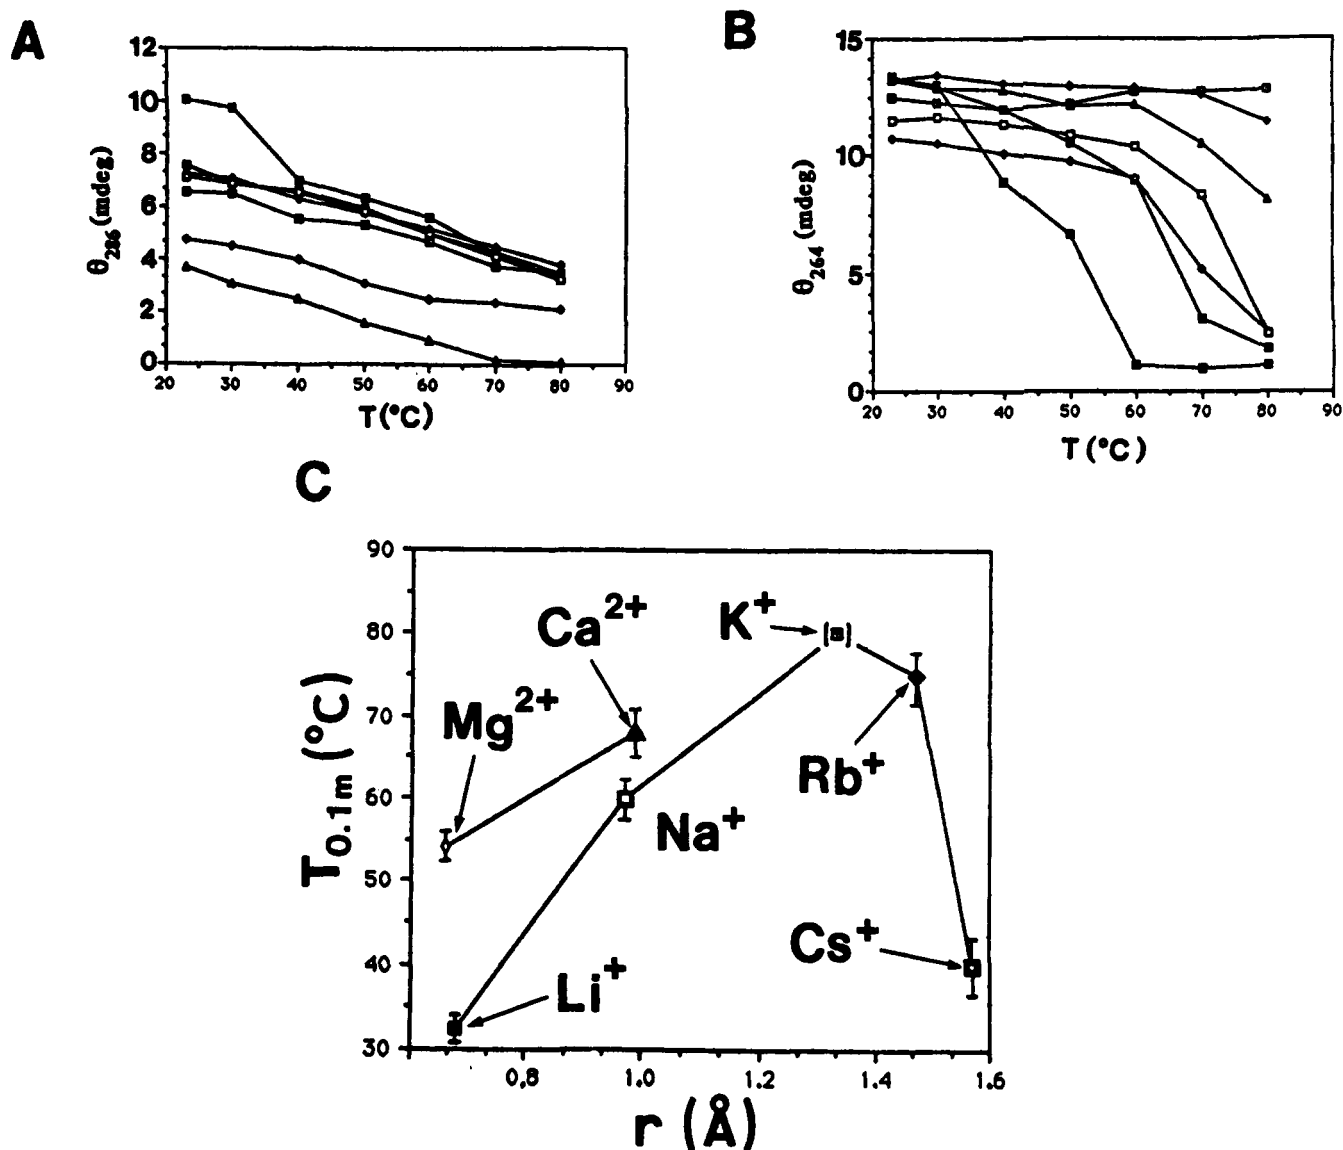 A
12
10
8
6
4
2
0
θ286 (mdeg)
20 30 40 50 60 70 80 90
T(°C)
B
15
10
5
0
θ264 (mdeg)
20 30 40 50 60 70 80 90
T(°C)
C
90
80
70
60
50
40
30
T0.1m (°C)
Ca2+
K+
Mg2+
Rb+
Na+
Cs+
Li+
0,8 1.0 1.2 1.4 1.6
r (Å)